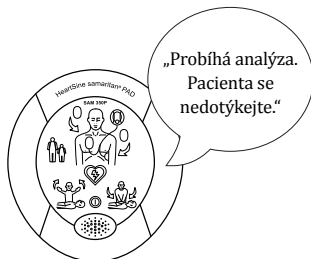 „Probíhá analýza.
Pacienta se
nedotýkejte.“
HeartSine samaritan® PAD
SAM 350P